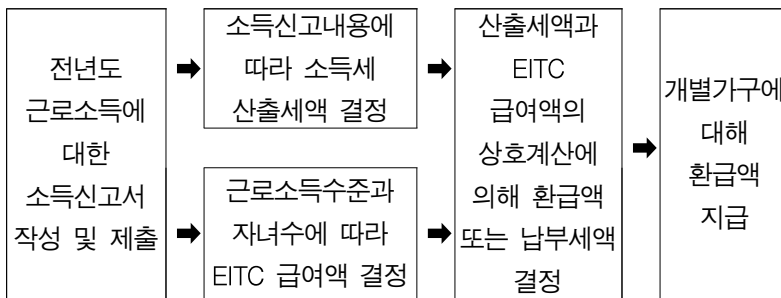 전년도
근로소득에
대한
소득신고서
작성 및 제출
➡
소득신고내용에
따라 소득세
산출세액 결정
➡
근로소득수준과
자녀수에 따라
EITC 급여액 결정
➡
➡
산출세액과
EITC
급여액의
상호계산에
의해 환급액
또는 납부세액
결정
➡
개별가구에
대해
환급액
지급